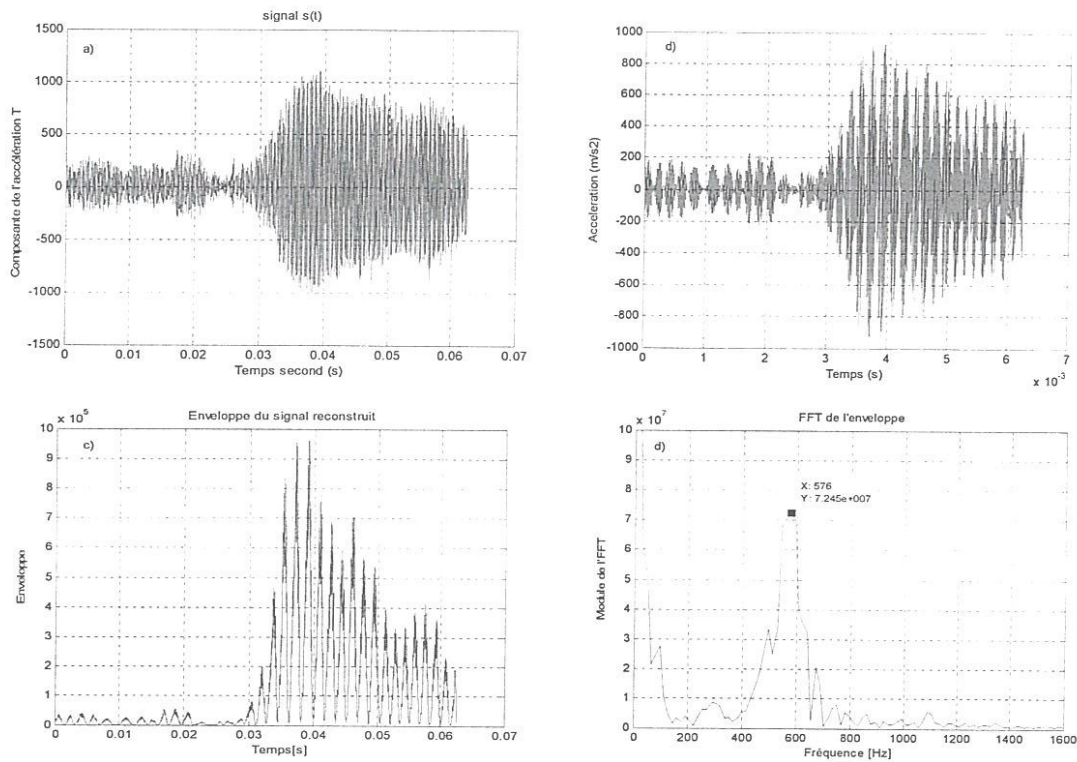 signal s(t)
a)
1500
1000
500
0
-500
-1000
-1500
Composante de l'accélération T
0 0.01 0.02 0.03 0.04 0.05 0.06 0.07
Temps second (s)
d)
1000
800
600
400
200
0
-200
-400
-600
-800
-1000
Acceleration (m/s2)
0 1 2 3 4 5 6 7
Temps (s)
x 10⁻³
Enveloppe du signal reconstruit
x 10⁵
c)
10
9
8
7
6
5
4
3
2
1
0
Enveloppe
0 0.01 0.02 0.03 0.04 0.05 0.06 0.07
Temps[s]
FFT de l'enveloppe
x 10⁷
d)
X: 576
Y: 7.245e+007
10
9
8
7
6
5
4
3
2
1
0
Module de l'FFT
0 200 400 600 800 1000 1200 1400 1600
Fréquence [Hz]